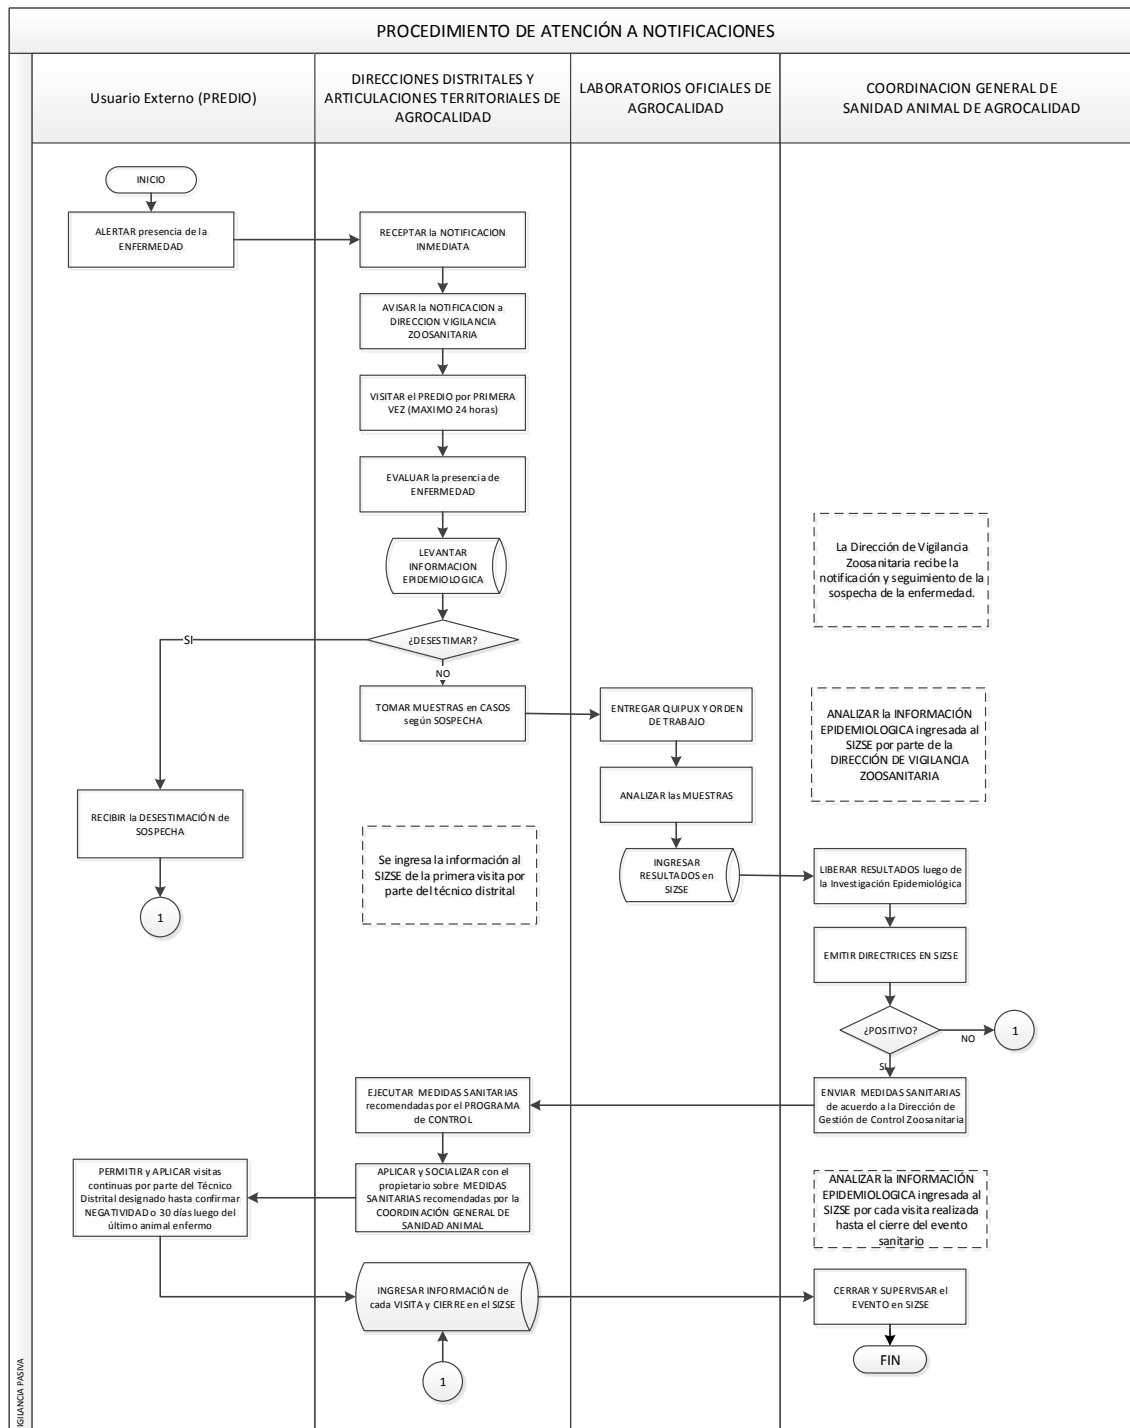 PROCEDIMIENTO DE ATENCIÓN A NOTIFICACIONES
Usuario Externo (PREDIO)
DIRECCIONES DISTRITALES Y
ARTICULACIONES TERRITORIALES DE
AGROCALIDAD
LABORATORIOS OFICIALES DE
AGROCALIDAD
COORDINACION GENERAL DE
SANIDAD ANIMAL DE AGROCALIDAD
INICIO
ALERTAR presencia de la
ENFERMEDAD
RECEPTAR la NOTIFICACION
INMEDIATA
AVISAR la NOTIFICACION a
DIRECCION VIGILANCIA
ZOOSANITARIA
VISITAR el PREDIO por PRIMERA
VEZ (MAXIMO 24 horas)
EVALUAR la presencia de
ENFERMEDAD
LEVANTAR
INFORMACION
EPIDEMIOLOGICA
La Dirección de Vigilancia
Zoosanitaria recibe la
notificación y seguimiento de la
sospecha de la enfermedad.
SI
¿DESESTIMAR?
NO
TOMAR MUESTRAS en CASOS
según SOSPECHA
ENTREGAR QUIPUX Y ORDEN
DE TRABAJO
ANALIZAR la INFORMACIÓN
EPIDEMIOLOGICA ingresada al
SIZSE por parte de la
DIRECCIÓN DE VIGILANCIA
ZOOSANITARIA
ANALIZAR las MUESTRAS
RECIBIR la DESESTIMACIÓN de
SOSPECHA
Se ingresa la información al
SIZSE de la primera visita por
parte del técnico distrital
INGRESAR
RESULTADOS en
SIZSE
LIBERAR RESULTADOS luego de
la Investigación Epidemiológica
1
EMITIR DIRECTRICES EN SIZSE
¿POSITIVO?
NO
1
SI
EJECUTAR MEDIDAS SANITARIAS
recomendadas por el PROGRAMA
de CONTROL
ENVIAR MEDIDAS SANITARIAS
de acuerdo a la Dirección de
Gestión de Control Zoosanitaria
PERMITIR y APLICAR visitas
continuas por parte del Técnico
Distrital designado hasta confirmar
NEGATIVIDAD o 30 días luego del
último animal enfermo
APLICAR y SOCIALIZAR con el
propietario sobre MEDIDAS
SANITARIAS recomendadas por la
COORDINACIÓN GENERAL DE
SANIDAD ANIMAL
ANALIZAR la INFORMACIÓN
EPIDEMIOLOGICA ingresada al
SIZSE por cada visita realizada
hasta el cierre del evento
sanitario
INGRESAR INFORMACIÓN de
cada VISITA y CIERRE en el SIZSE
CERRAR Y SUPERVISAR el
EVENTO en SIZSE
FIN
1
IGILANCIA PASIVA